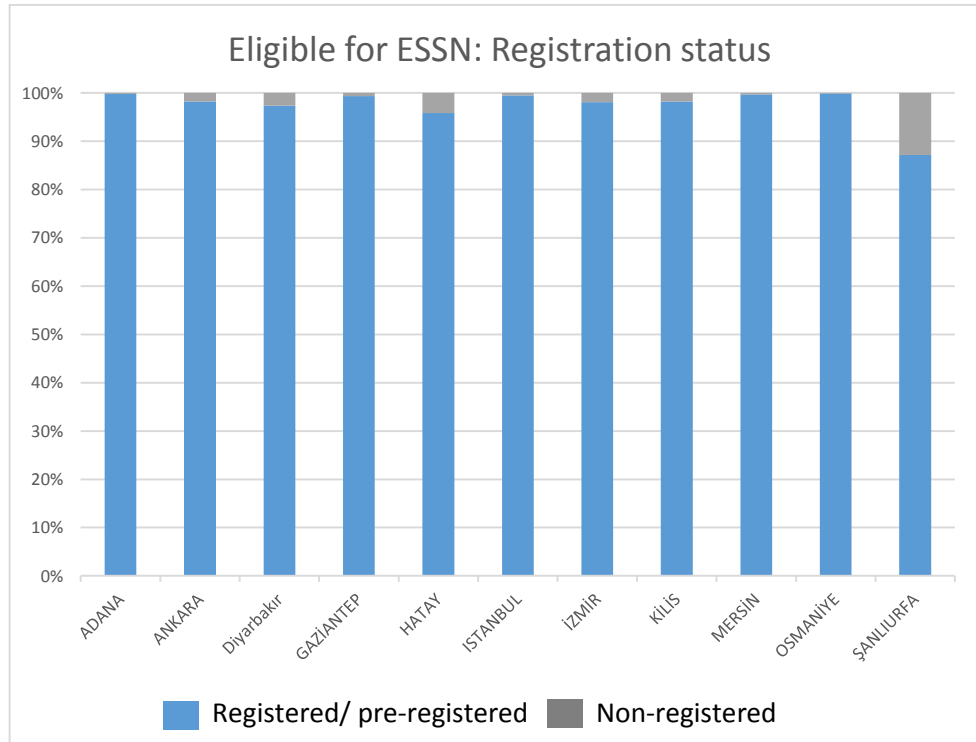 Eligible for ESSN: Registration status
100%
90%
80%
70%
60%
50%
40%
30%
20%
10%
0%
ADANA
ANKARA
Diyarbakır
GAZİANTEP
HATAY
ISTANBUL
İZMİR
KİLİS
MERSİN
OSMANİYE
ŞANLIURFA
Registered/ pre-registered
Non-registered